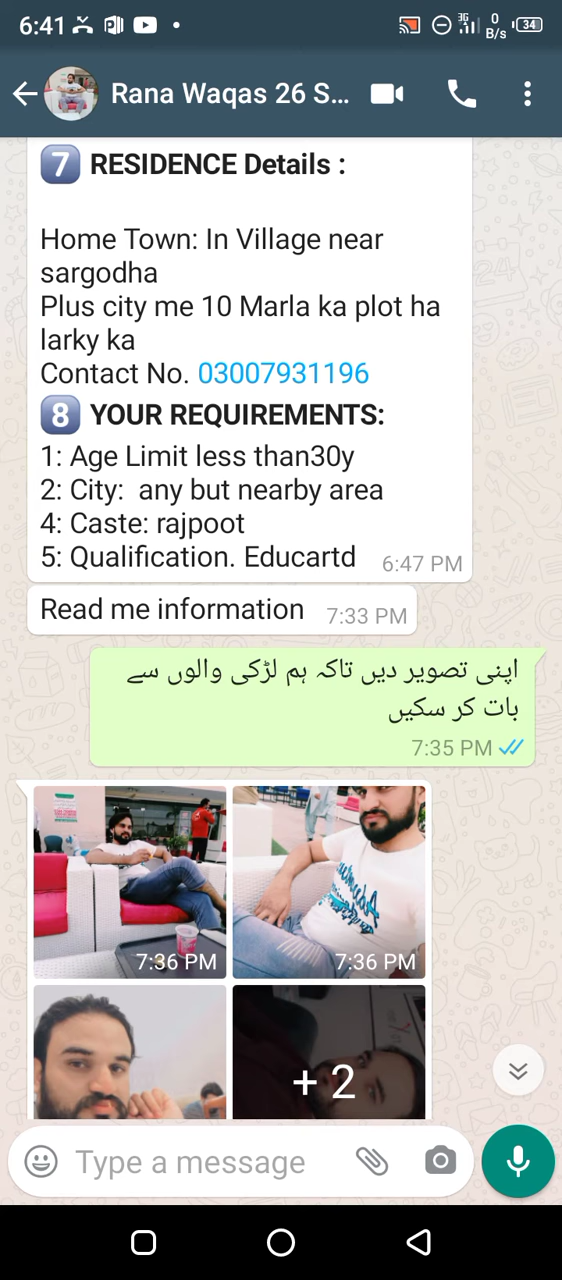 6:41
3G
0
B/s
34
Rana Waqas 26 S...
7 RESIDENCE Details :
Home Town: In Village near
sargodha
Plus city me 10 Marla ka plot ha
larky ka
Contact No. 03007931196
8 YOUR REQUIREMENTS:
1: Age Limit less than30y
2: City:  any but nearby area
4: Caste: rajpoot
5: Qualification. Educartd
6:47 PM
Read me information
7:33 PM
اپنی تصویر دیں تاکہ ہم لڑکی والوں سے
بات کر سکیں
7:35 PM
7:36 PM
7:36 PM
+ 2
Type a message